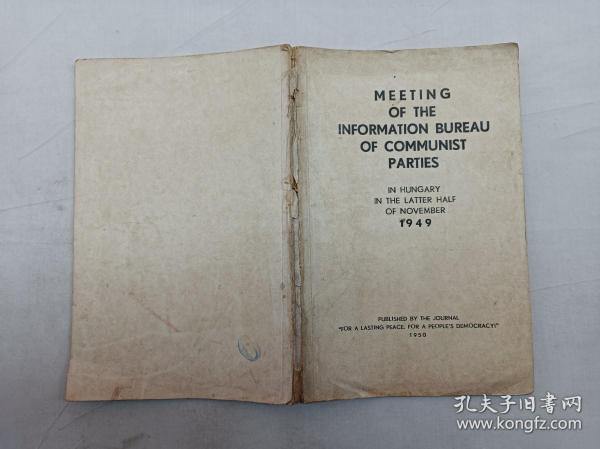 MEETING
OF THE
INFORMATION BUREAU
OF COMMUNIST
PARTIES
IN HUNGARY
IN THE LATTER HALF
OF NOVEMBER
1949
PUBLISHED BY THE JOURNAL
"FOR A LASTING PEACE, FOR A PEOPLE'S DEMOCRACY!"
1950
孔夫子旧书网
www.kongfz.com